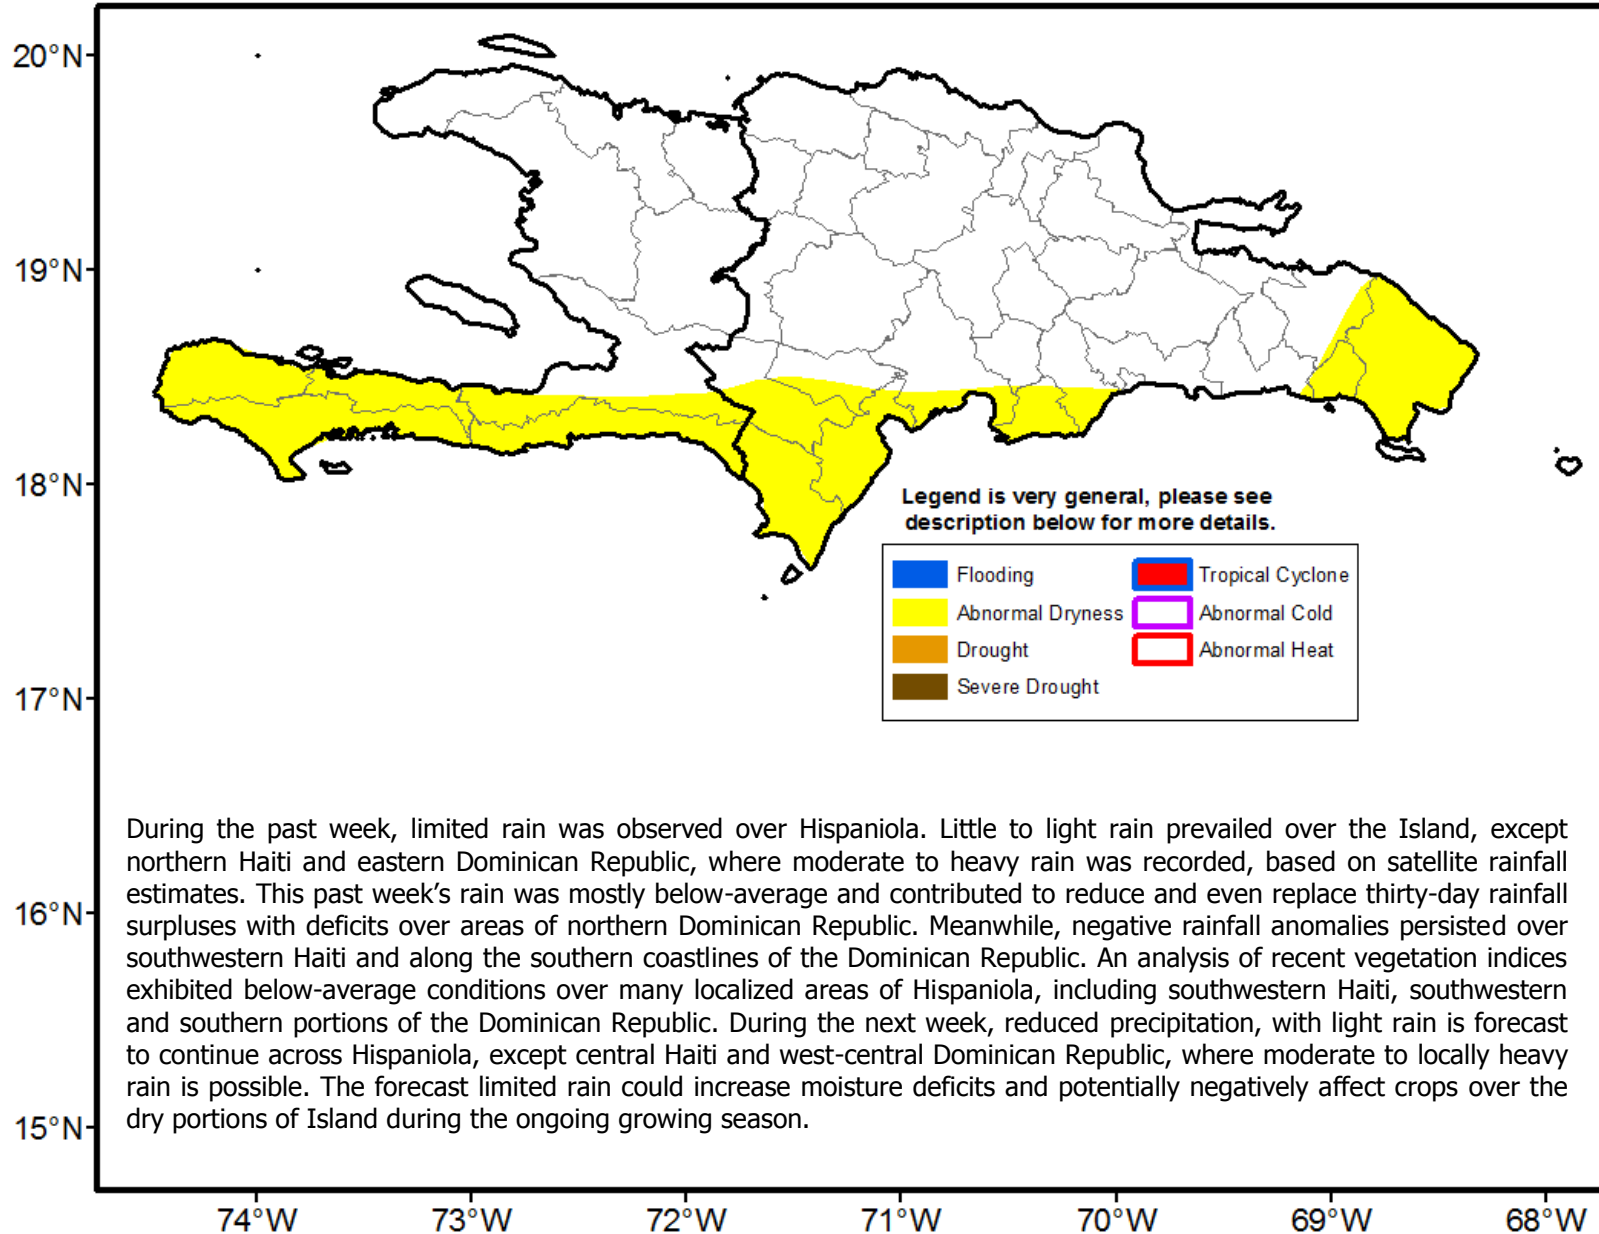 20°N
19°N
18°N
17°N
16°N
15°N
Legend is very general, please see
description below for more details.
Flooding
Tropical Cyclone
Abnormal Dryness
Abnormal Cold
Drought
Abnormal Heat
Severe Drought
During the past week, limited rain was observed over Hispaniola. Little to light rain prevailed over the Island, except
northern Haiti and eastern Dominican Republic, where moderate to heavy rain was recorded, based on satellite rainfall
estimates. This past week’s rain was mostly below-average and contributed to reduce and even replace thirty-day rainfall
surpluses with deficits over areas of northern Dominican Republic. Meanwhile, negative rainfall anomalies persisted over
southwestern Haiti and along the southern coastlines of the Dominican Republic. An analysis of recent vegetation indices
exhibited below-average conditions over many localized areas of Hispaniola, including southwestern Haiti, southwestern
and southern portions of the Dominican Republic. During the next week, reduced precipitation, with light rain is forecast
to continue across Hispaniola, except central Haiti and west-central Dominican Republic, where moderate to locally heavy
rain is possible. The forecast limited rain could increase moisture deficits and potentially negatively affect crops over the
dry portions of Island during the ongoing growing season.
74°W 73°W 72°W 71°W 70°W 69°W 68°W